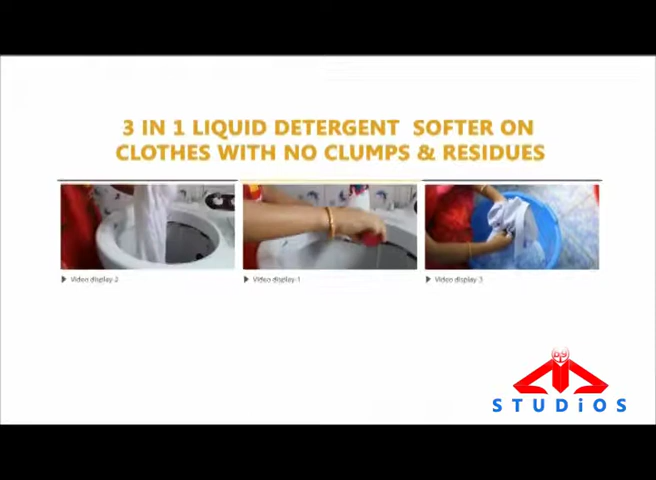 3 IN 1 LIQUID DETERGENT SOFTER ON
CLOTHES WITH NO CLUMPS & RESIDUES
Video display 2
Video display 1
Video display 3
STUDiOS